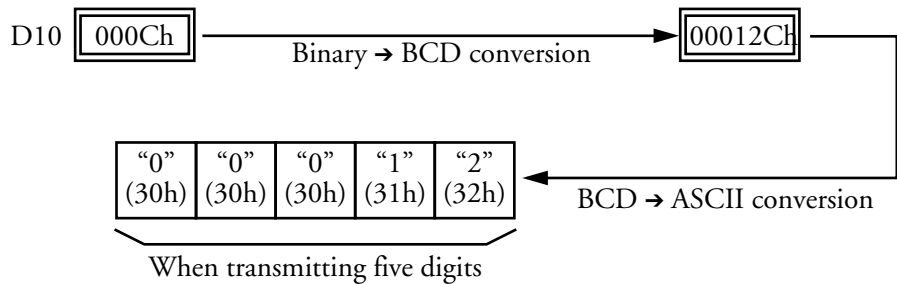 D10 000Ch 00012Ch
Binary ➔ BCD conversion
“0” “0” “0” “1” “2”
(30h) (30h) (30h) (31h) (32h)
BCD ➔ ASCII conversion
When transmitting five digits